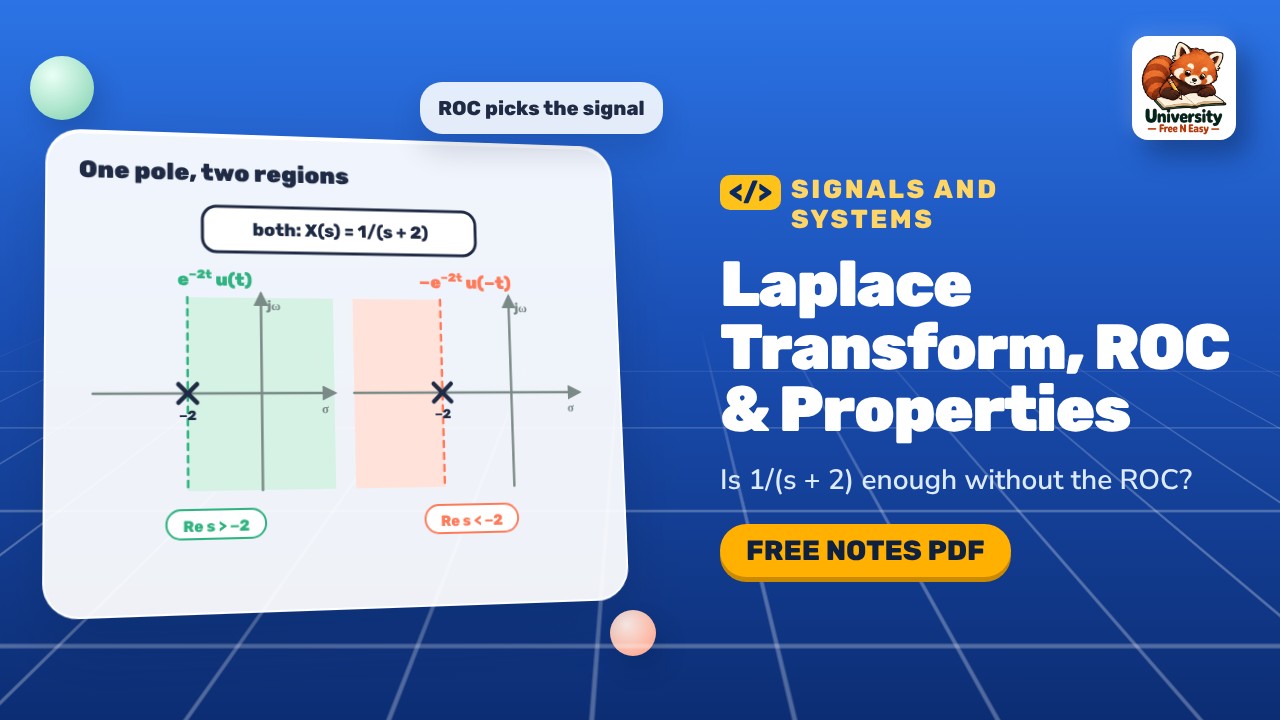 ROC picks the signal
One pole, two regions
both: X(s) = 1/(s + 2)
e⁻²ᵗ u(t)
−e⁻²ᵗ u(−t)
jω
jω
−2
σ
−2
σ
Re s > −2
Re s < −2
University
Free N Easy
</> SIGNALS AND
SYSTEMS
Laplace
Transform, ROC
& Properties
Is 1/(s + 2) enough without the ROC?
FREE NOTES PDF